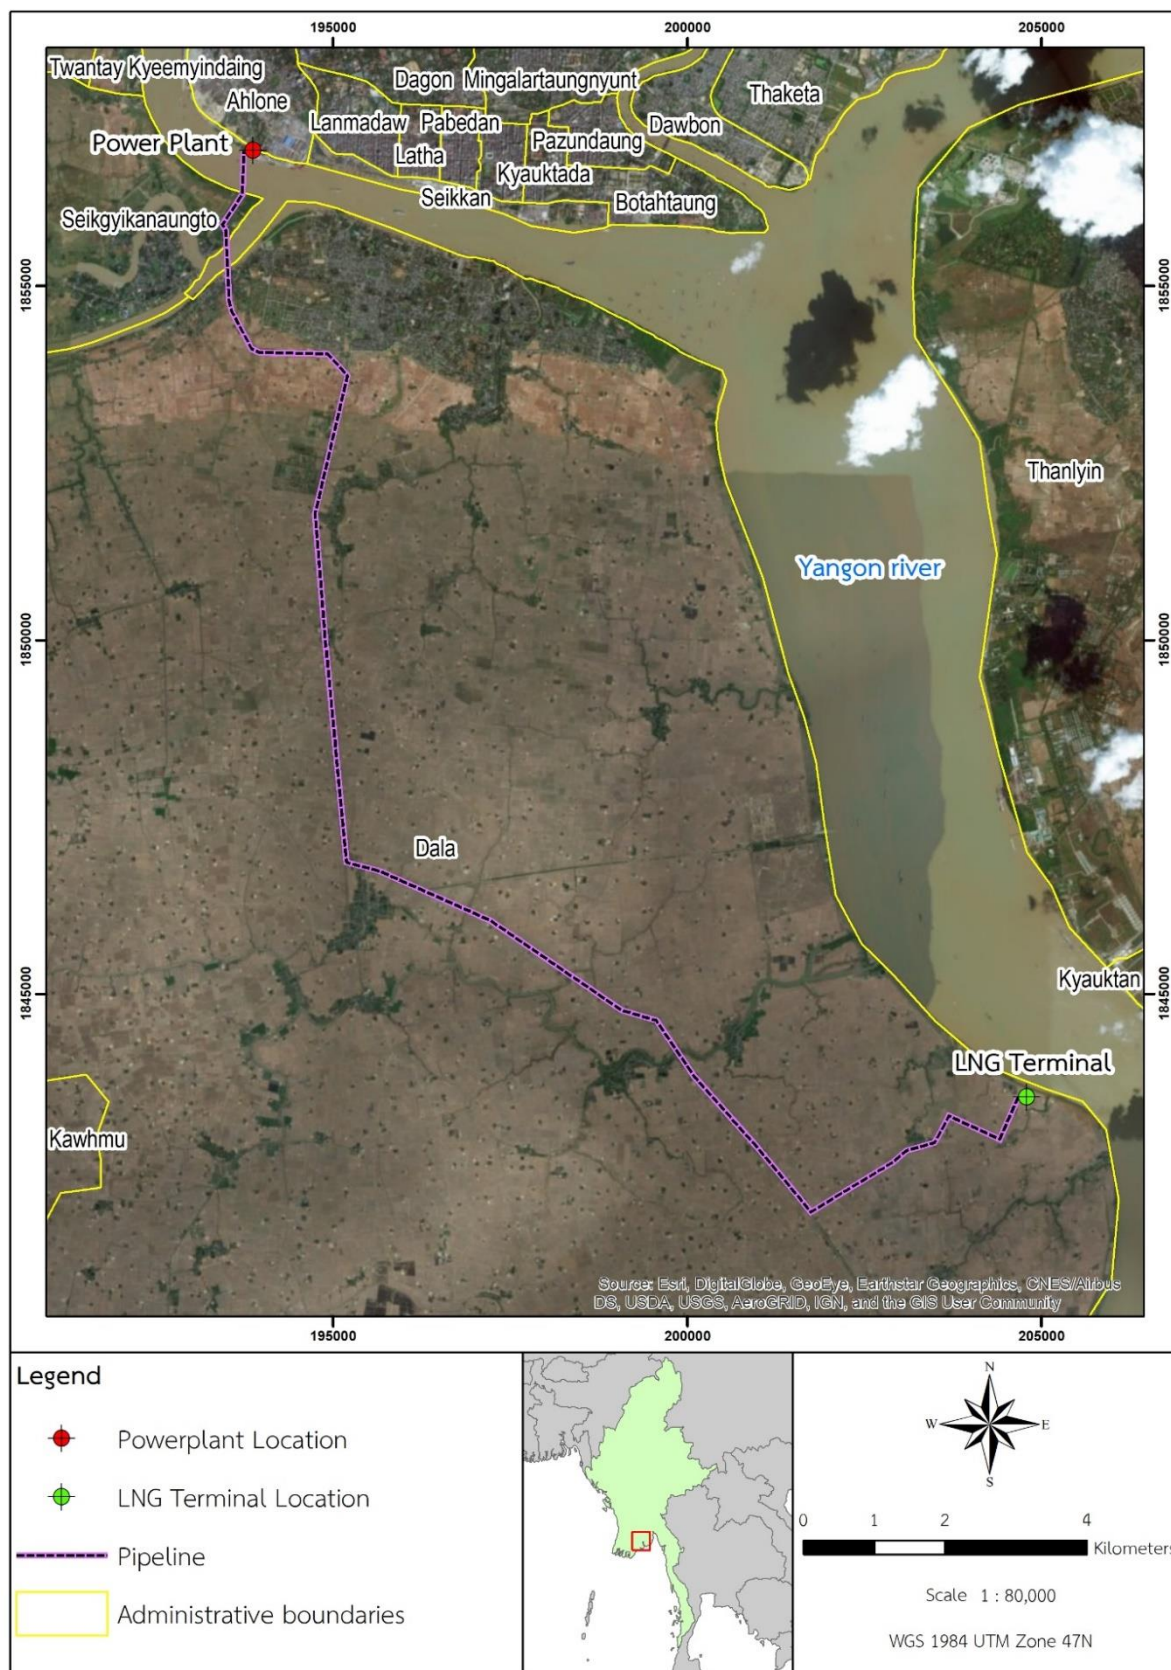 195000 200000 205000
Twantay Kyeemyindaing
Dagon Mingalartaungnyunt
Thaketa
Ahlone
Lanmadaw Pabedan
Dawbon
Power Plant
Pazundaung
Latha
Kyauktada
Seikkan
Botahtaung
Seikgyikanaungto
1855000 1855000
Thanlyin
Yangon river
1850000 1850000
Dala
Kyauktan
1845000 1845000
LNG Terminal
Kawhmu
Source: Esri, DigitalGlobe, GeoEye, Earthstar Geographics, CNES/Airbus
DS, USDA, USGS, AeroGRID, IGN, and the GIS User Community
195000 200000 205000
Legend
Powerplant Location
LNG Terminal Location
Pipeline
Administrative boundaries
N
W E
S
0 1 2 4
Kilometers
Scale 1 : 80,000
WGS 1984 UTM Zone 47N